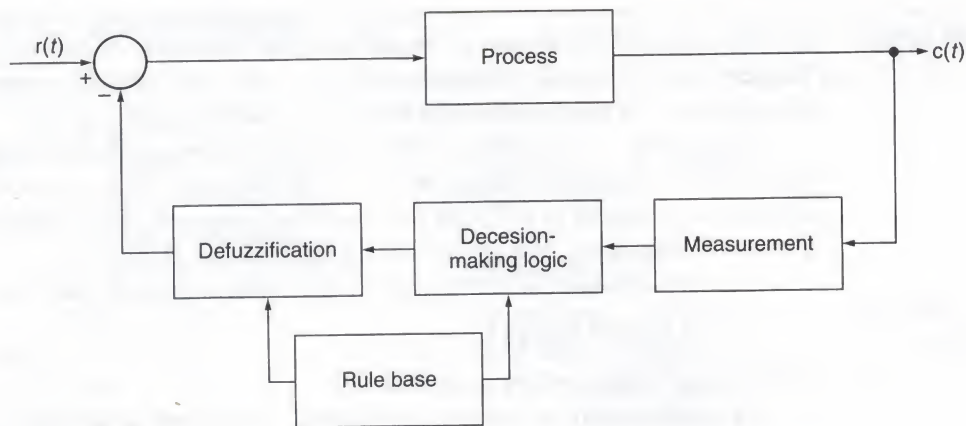 r(t)
+
−
Process
c(t)
Defuzzification
Decesion-
making logic
Measurement
Rule base